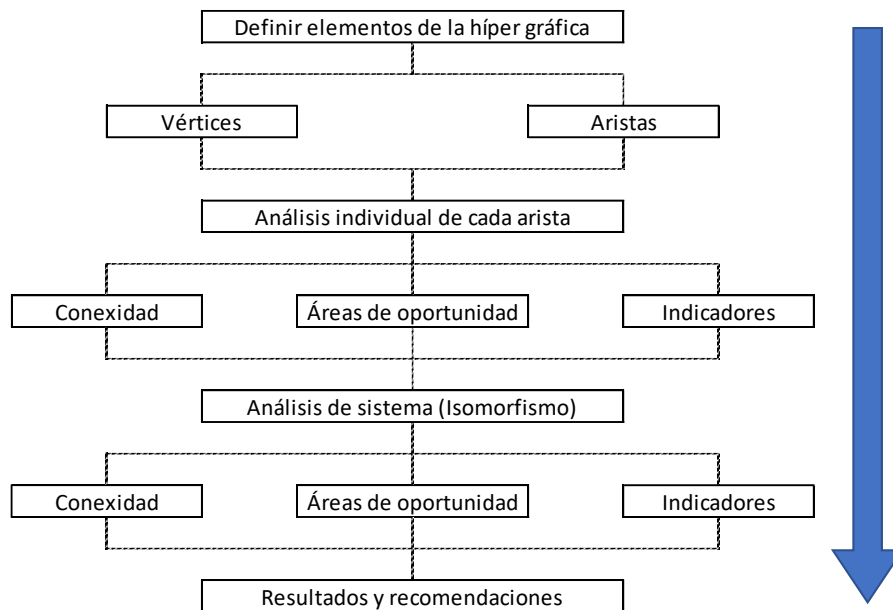 Definir elementos de la híper gráfica
Vértices
Aristas
Análisis individual de cada arista
Conexidad
Áreas de oportunidad
Indicadores
Análisis de sistema (Isomorfismo)
Conexidad
Áreas de oportunidad
Indicadores
Resultados y recomendaciones